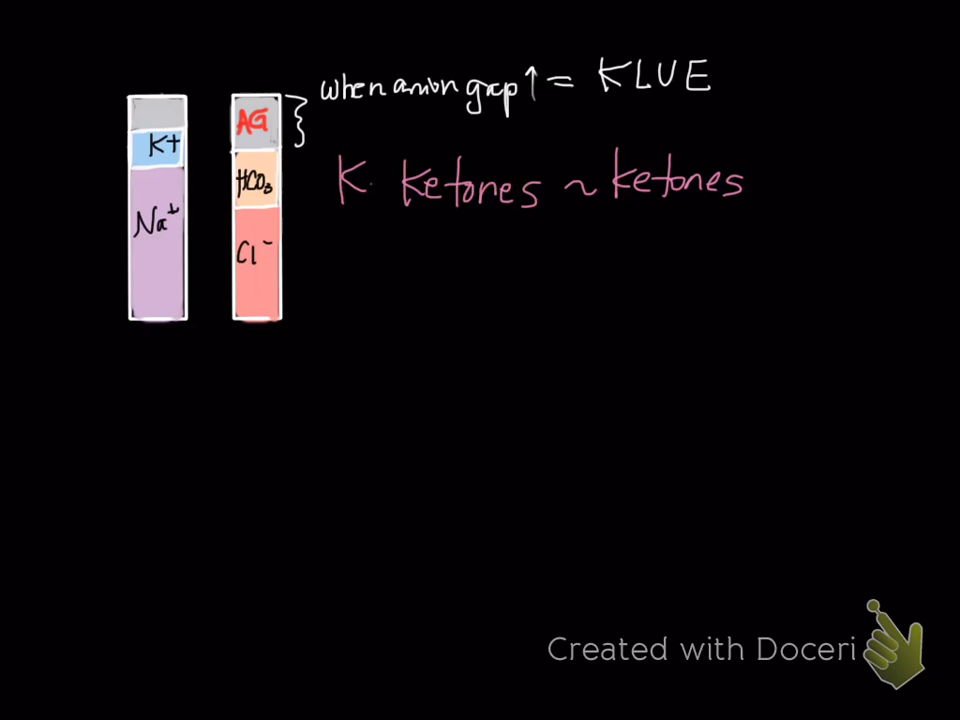 when anion gap ↑ = KLUE
K+
AG
K. Ketones ~ ketones
HCO₃
Na⁺
Cl⁻
Created with Doceri